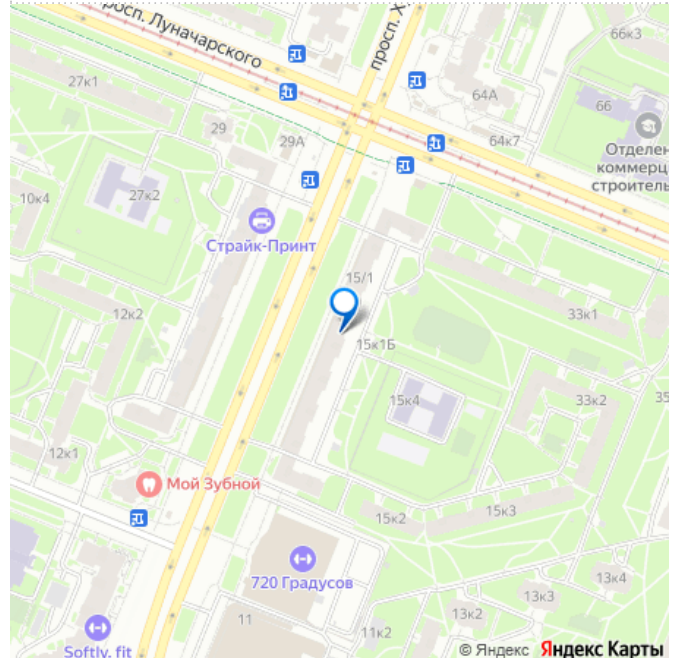 просп. Луначарского
просп. Х
66к3
27к1
64А
66
29
29А
64к7
Отделен
коммерц
строитель
10к4
27к2
Страйк-Принт
15/1
12к2
33к1
15к1Б
15к4
33к2
35
12к1
Мой Зубной
15к2
15к3
720 Градусов
13к4
13к3
13к2
11
11к2
Softly. fit
© Яндекс Яндекс Карты